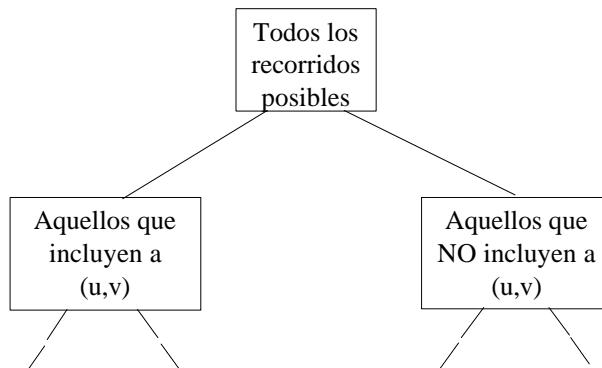 Todos los
recorridos
posibles
Aquellos que
incluyen a
(u,v)
Aquellos que
NO incluyen a
(u,v)